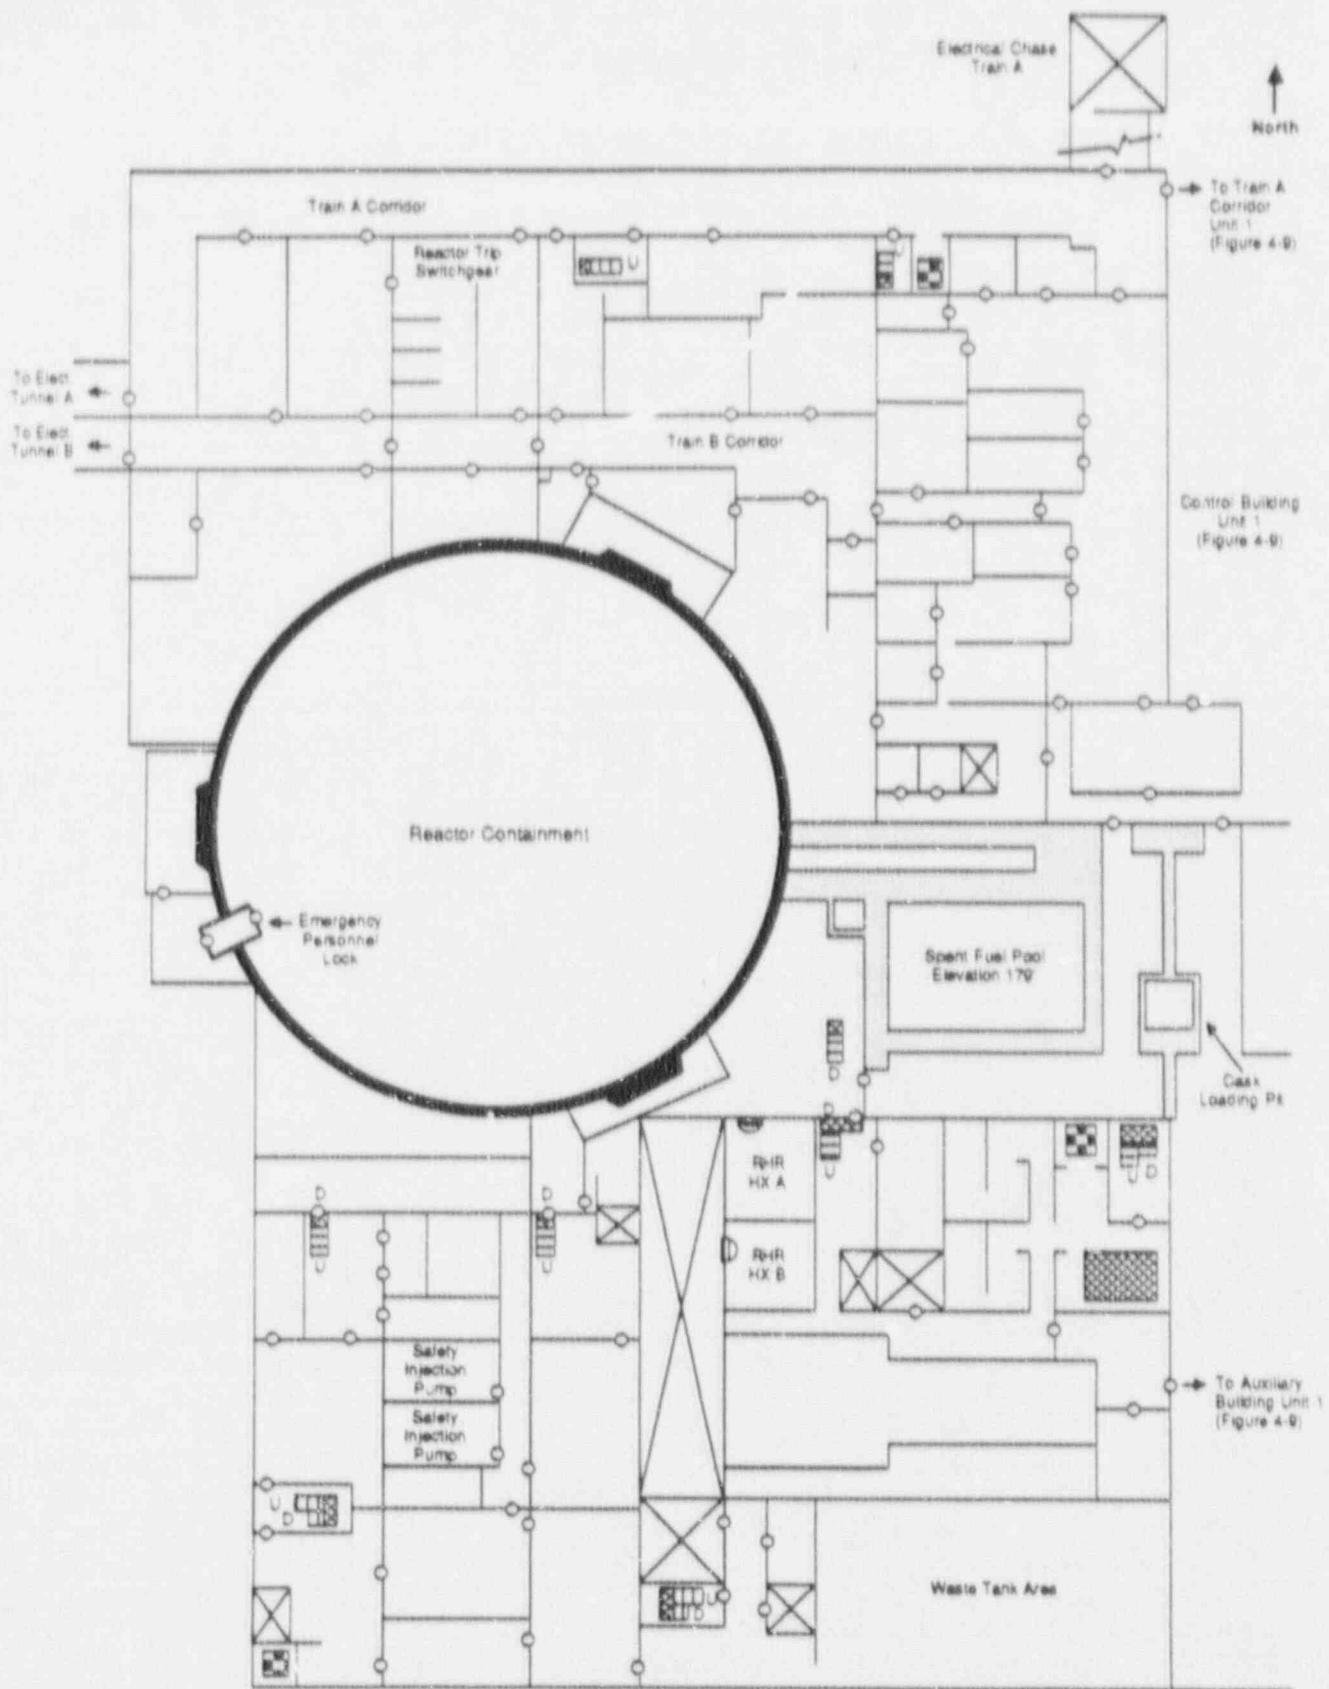 Electrical Chase
Train A
North
Train A Corridor
To Train A
Corridor
Unit 1
(Figure 4-9)
Reactor Trip
Switchgear
U
U
To Elect.
Tunnel A
To Elect.
Tunnel B
Train B Corridor
Control Building
Unit 1
(Figure 4-9)
Reactor Containment
Emergency
Personnel
Lock
Spent Fuel Pool
Elevation 179'
D
Cask
Loading Pit
D
RHR
HX A
U
U D
D
D
U
U
RHR
HX B
Safety
Injection
Pump
Safety
Injection
Pump
To Auxiliary
Building Unit 1
(Figure 4-9)
U
D
U
D
Waste Tank Area